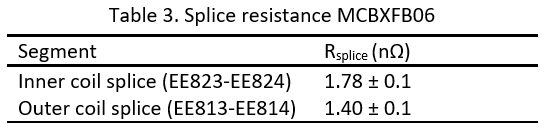 Table 3. Splice resistance MCBXFB06
Segment R_splice (nΩ)
Inner coil splice (EE823-EE824) 1.78 ± 0.1
Outer coil splice (EE813-EE814) 1.40 ± 0.1